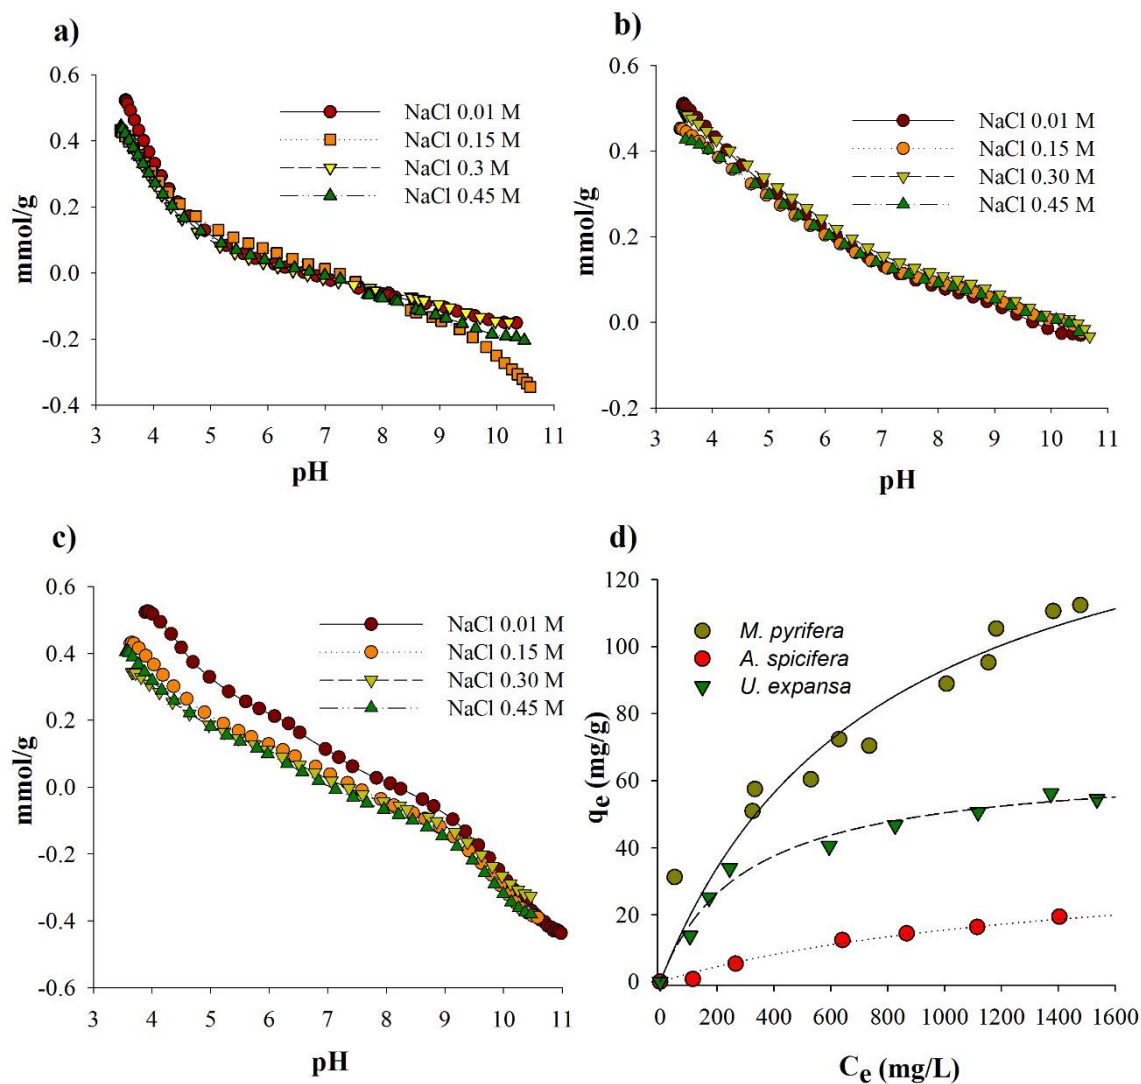 a)
0.6
0.4
0.2
0.0
-0.2
-0.4
mmol/g
NaCl 0.01 M
NaCl 0.15 M
NaCl 0.3 M
NaCl 0.45 M
3 4 5 6 7 8 9 10 11
pH
b)
0.6
0.4
0.2
0.0
-0.2
mmol/g
NaCl 0.01 M
NaCl 0.15 M
NaCl 0.30 M
NaCl 0.45 M
3 4 5 6 7 8 9 10 11
pH
c)
0.6
0.4
0.2
0.0
-0.2
-0.4
-0.6
mmol/g
NaCl 0.01 M
NaCl 0.15 M
NaCl 0.30 M
NaCl 0.45 M
3 4 5 6 7 8 9 10 11
pH
d)
120
100
80
60
40
20
0
qe (mg/g)
M. pyrifera
A. spicifera
U. expansa
0 200 400 600 800 1000 1200 1400 1600
Ce (mg/L)